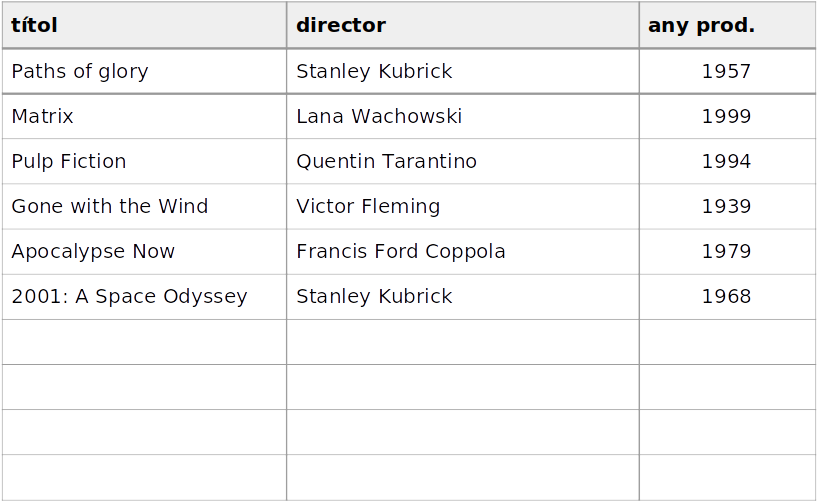 títol director any prod.
Paths of glory Stanley Kubrick 1957
Matrix Lana Wachowski 1999
Pulp Fiction Quentin Tarantino 1994
Gone with the Wind Victor Fleming 1939
Apocalypse Now Francis Ford Coppola 1979
2001: A Space Odyssey Stanley Kubrick 1968